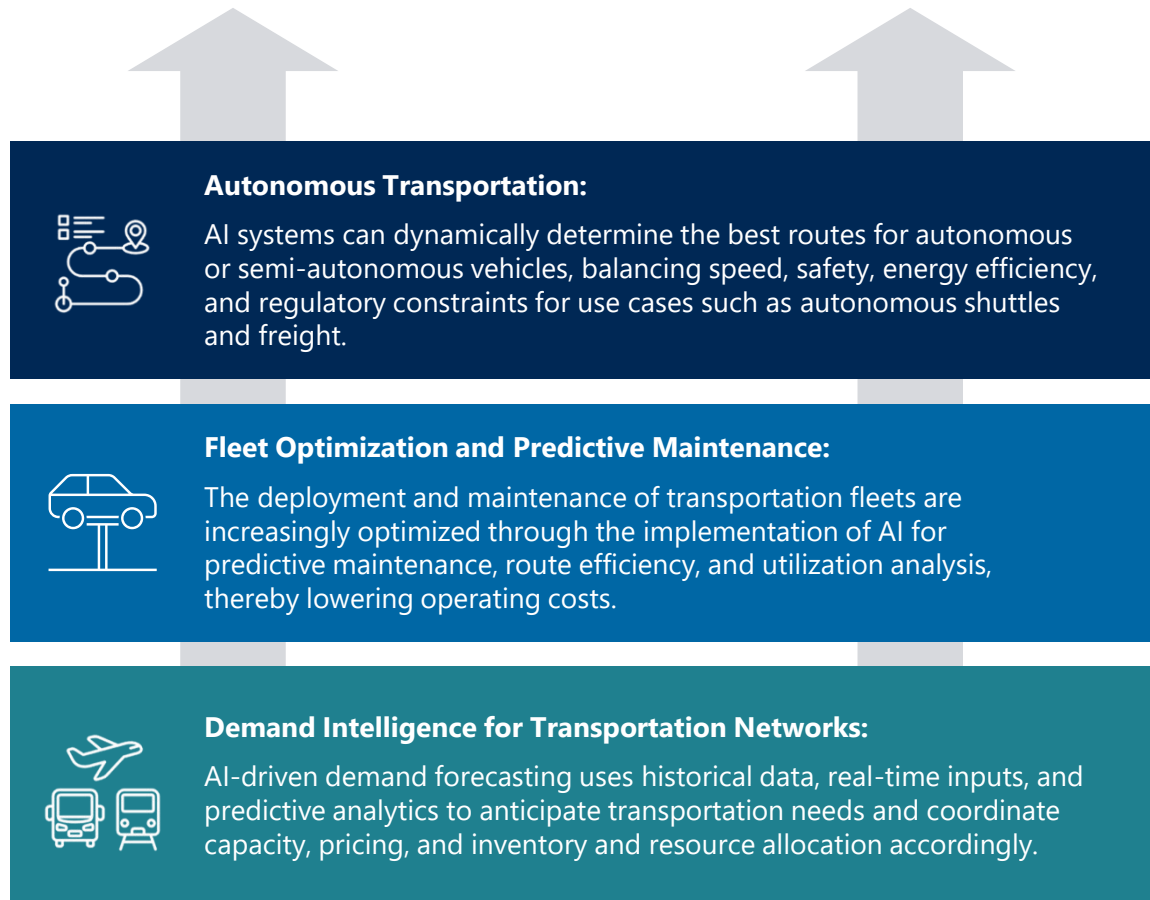 Autonomous Transportation:
AI systems can dynamically determine the best routes for autonomous
or semi-autonomous vehicles, balancing speed, safety, energy efficiency,
and regulatory constraints for use cases such as autonomous shuttles
and freight.
Fleet Optimization and Predictive Maintenance:
The deployment and maintenance of transportation fleets are
increasingly optimized through the implementation of AI for
predictive maintenance, route efficiency, and utilization analysis,
thereby lowering operating costs.
Demand Intelligence for Transportation Networks:
AI-driven demand forecasting uses historical data, real-time inputs, and
predictive analytics to anticipate transportation needs and coordinate
capacity, pricing, and inventory and resource allocation accordingly.